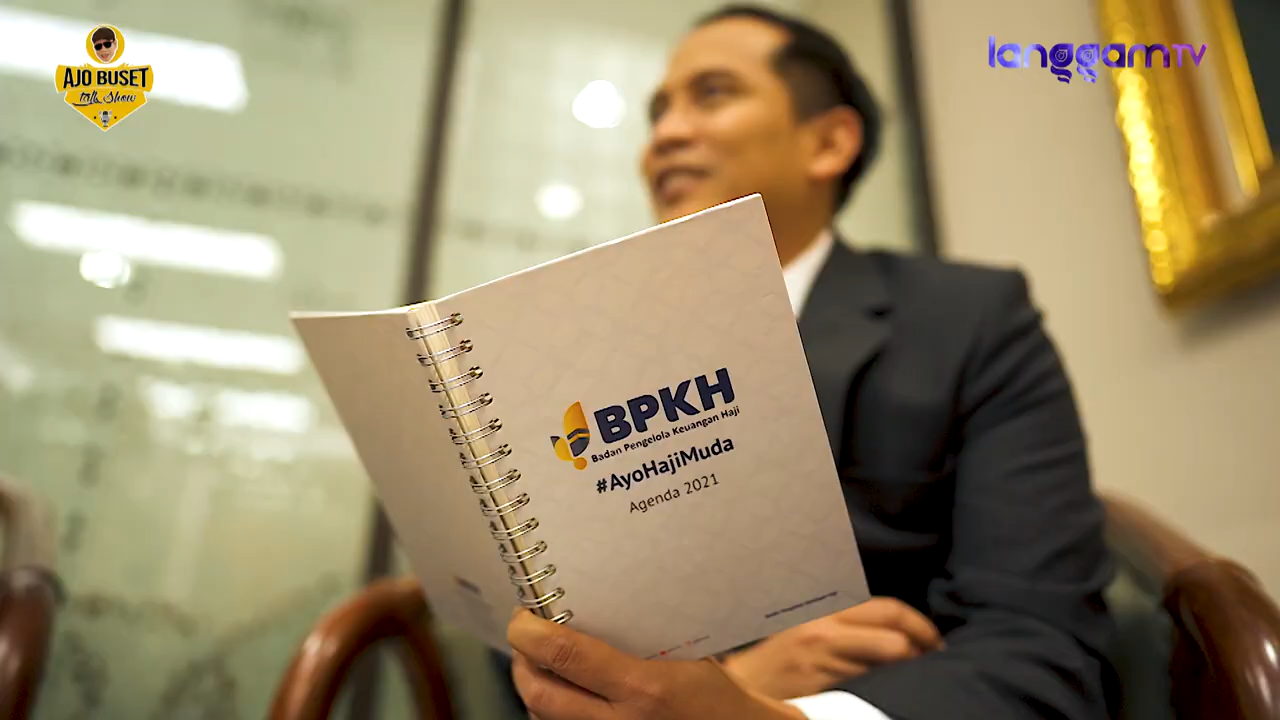 AJO BUSET
Talk Show
langgamTV
BPKH
Badan Pengelola Keuangan Haji
#AyoHajiMuda
Agenda 2021